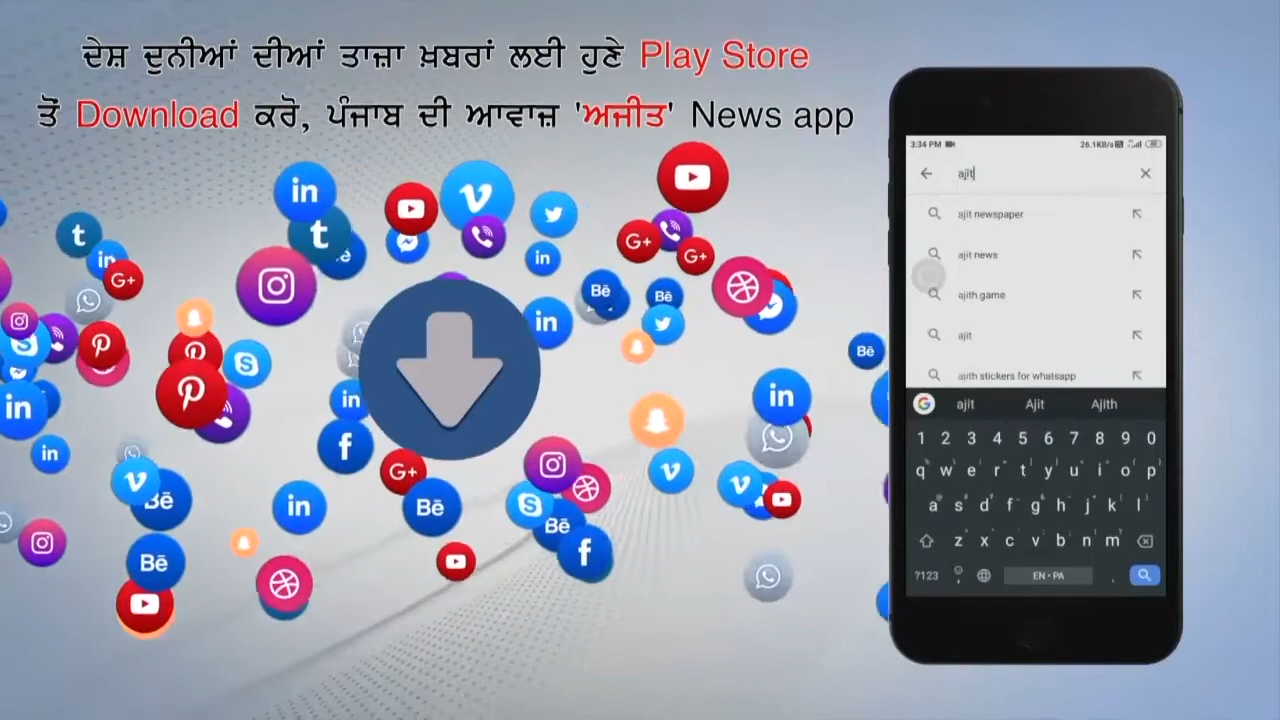 ਦੇਸ਼ ਦੁਨੀਆਂ ਦੀਆਂ ਤਾਜ਼ਾ ਖ਼ਬਰਾਂ ਲਈ ਹੁਣੇ Play Store
ਤੋਂ Download ਕਰੋ, ਪੰਜਾਬ ਦੀ ਆਵਾਜ਼ 'ਅਜੀਤ' News app
3:34 PM 26.1KB/s
ajit
ajit newspaper
ajit news
ajith game
ajit
ajith stickers for whatsapp
ajit Ajit Ajith
1 2 3 4 5 6 7 8 9 0
q w e r t y u i o p
a s d f g h j k l
z x c v b n m
?123 , EN • PA .